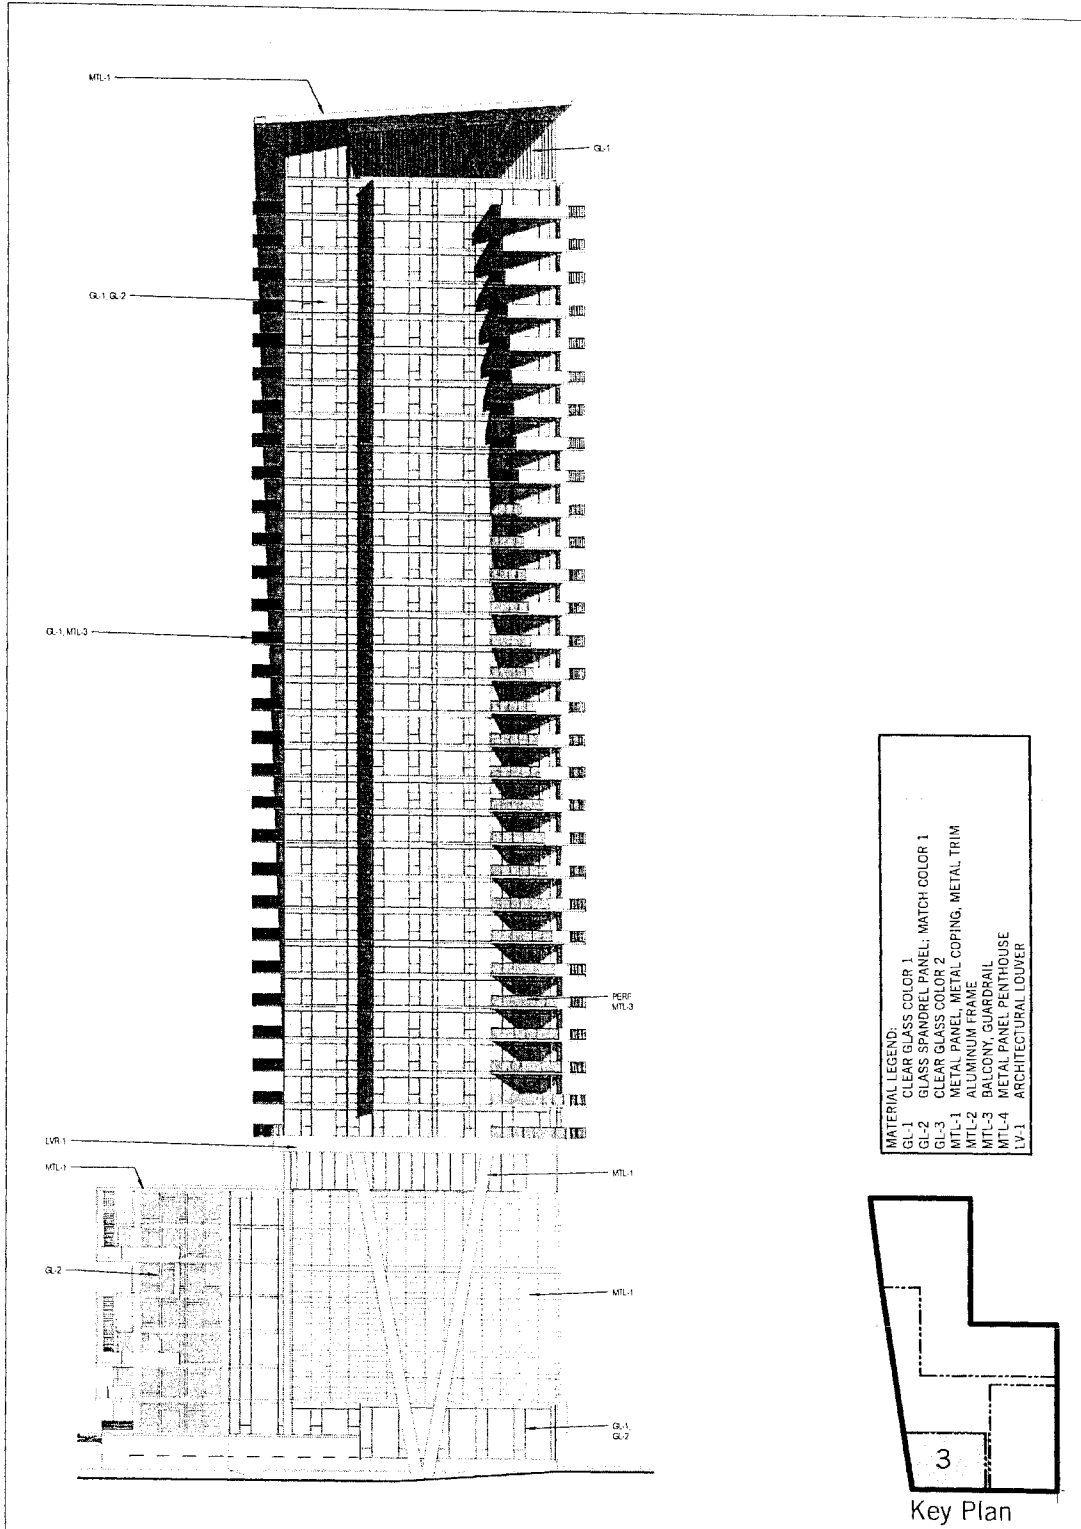 MTL-1
GL-1
GL-1, GL-2
GL-1, MTL-3
PERF
MTL-3
LVR-1
MTL-1
MTL-1
GL-2
MTL-1
GL-1,
GL-2
MATERIAL LEGEND:
GL-1 CLEAR GLASS COLOR 1
GL-2 GLASS SPANDREL PANEL; MATCH COLOR 1
GL-3 CLEAR GLASS COLOR 2
MTL-1 METAL PANEL, METAL COPING, METAL TRIM
MTL-2 ALUMINUM FRAME
MTL-3 BALCONY, GUARDRAIL
MTL-4 METAL PANEL PENTHOUSE
LV-1 ARCHITECTURAL LOUVER
3
Key Plan